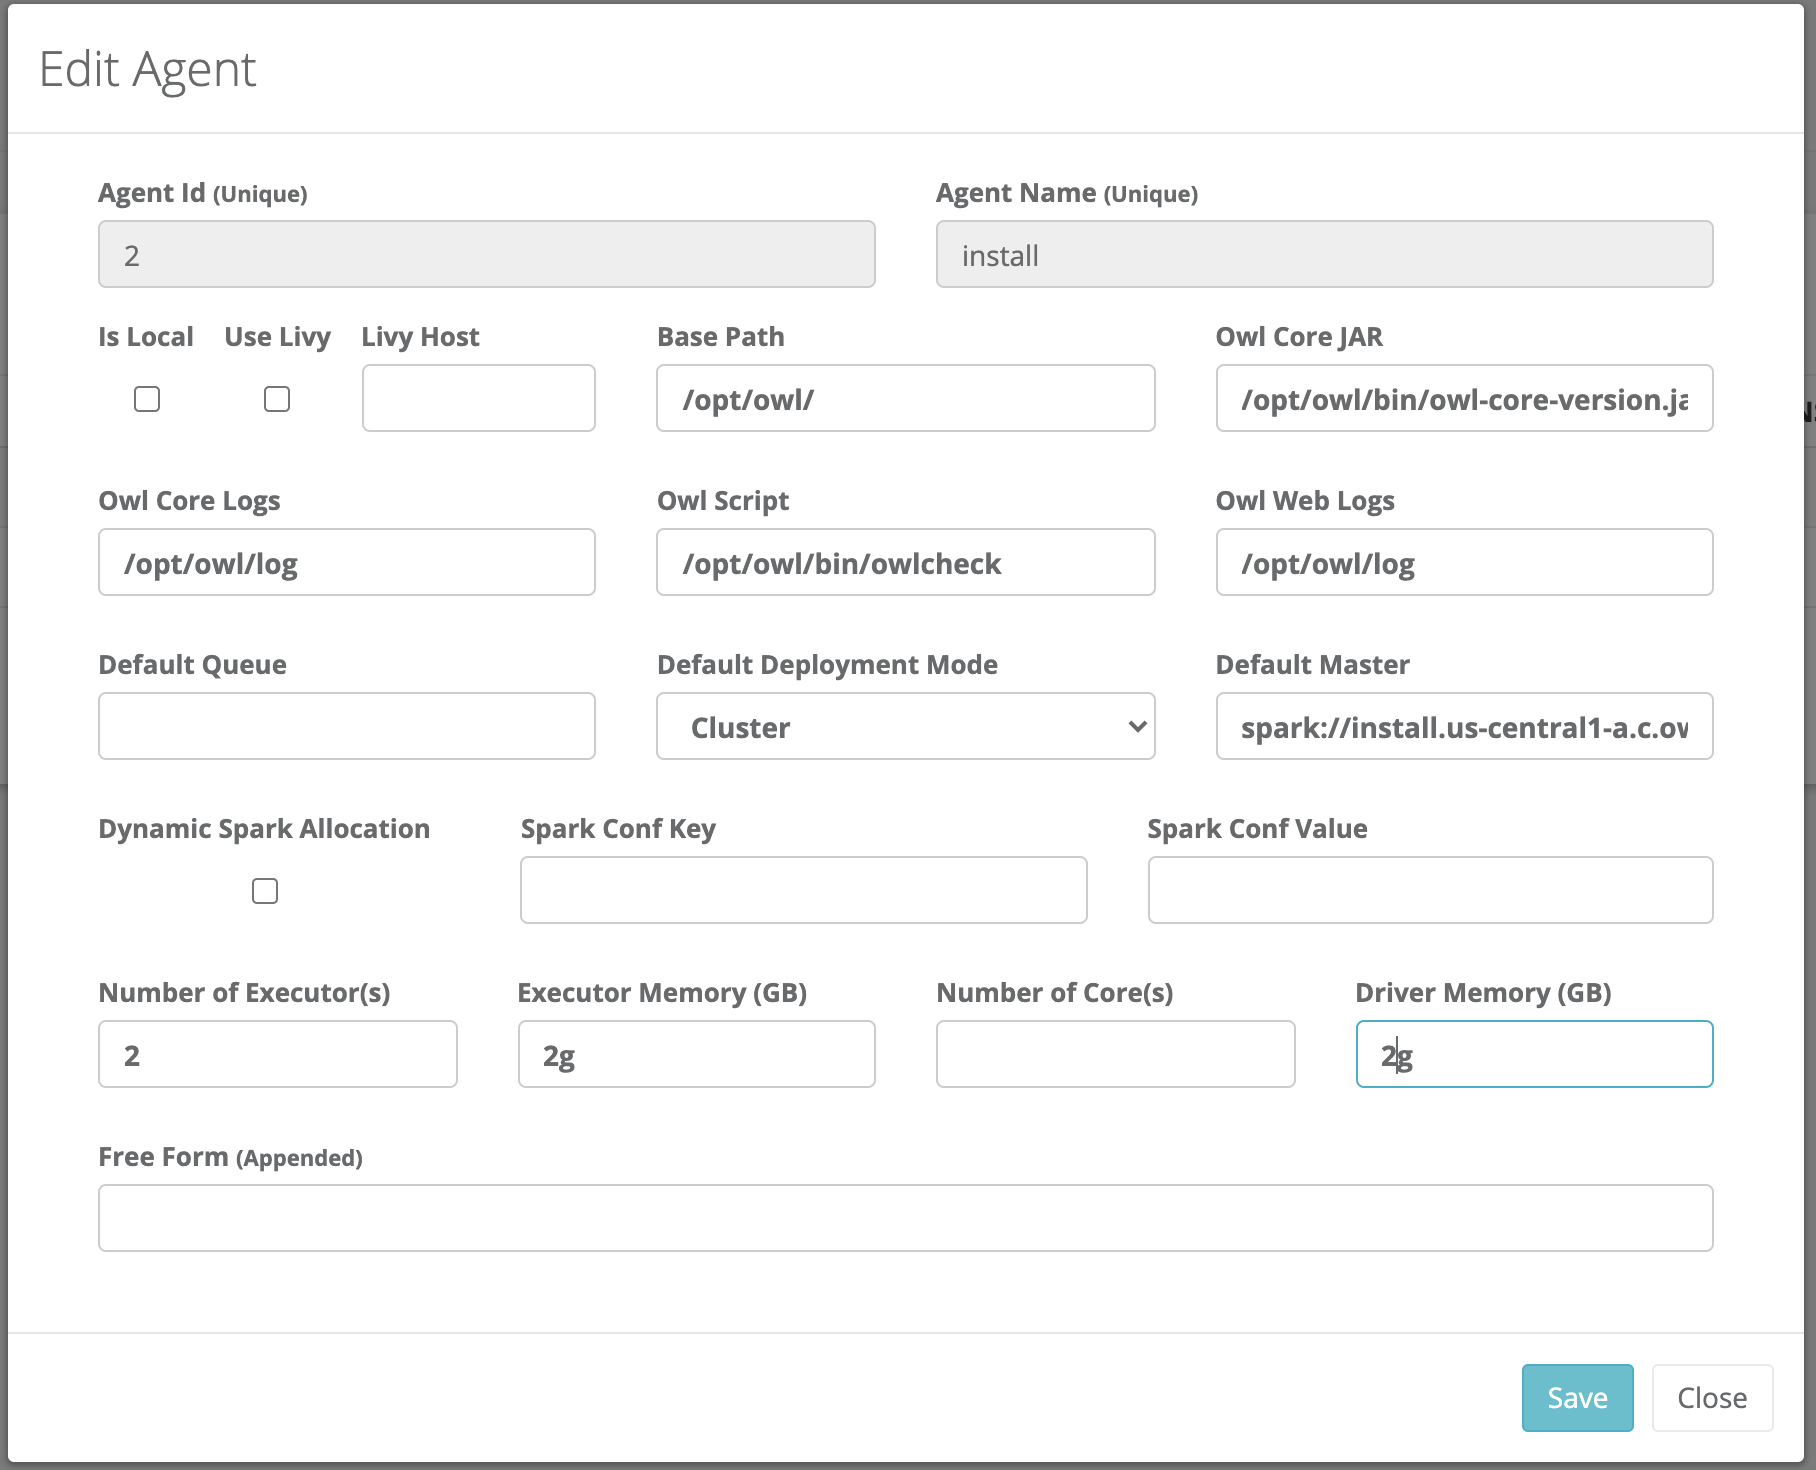 Edit Agent
Agent Id (Unique) Agent Name (Unique)
2 install
Is Local Use Livy Livy Host Base Path Owl Core JAR
/opt/owl/ /opt/owl/bin/owl-core-version.ja
Owl Core Logs Owl Script Owl Web Logs
/opt/owl/log /opt/owl/bin/owlcheck /opt/owl/log
Default Queue Default Deployment Mode Default Master
Cluster spark://install.us-central1-a.c.ow
Dynamic Spark Allocation Spark Conf Key Spark Conf Value
Number of Executor(s) Executor Memory (GB) Number of Core(s) Driver Memory (GB)
2 2g 2g
Free Form (Appended)
Save Close